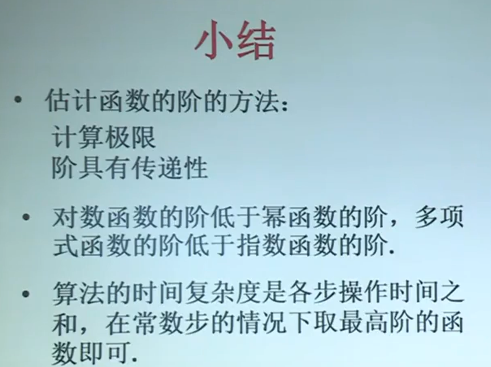 小结
• 估计函数的阶的方法：
计算极限
阶具有传递性
• 对数函数的阶低于幂函数的阶，多项
式函数的阶低于指数函数的阶.
• 算法的时间复杂度是各步操作时间之
和，在常数步的情况下取最高阶的函
数即可.